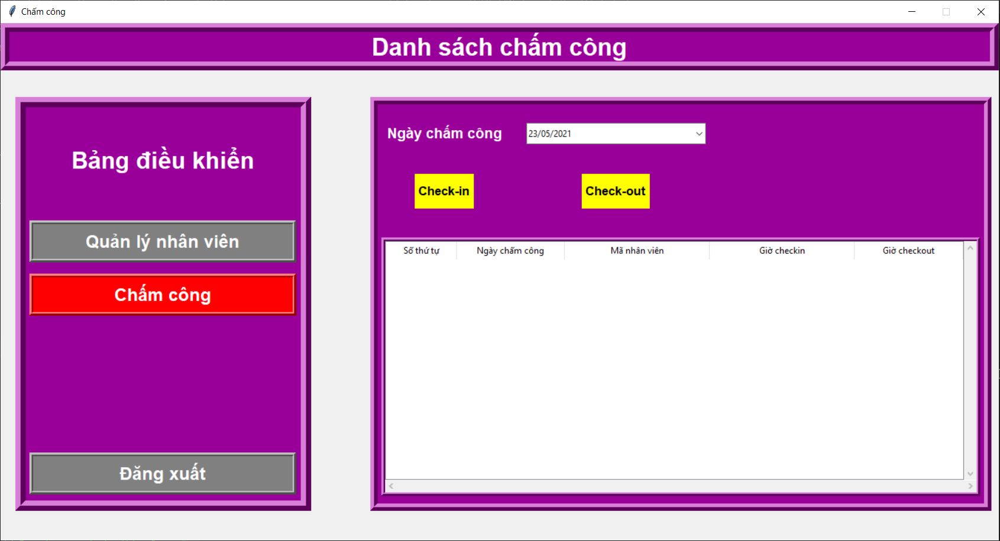 Chấm công
Danh sách chấm công
Bảng điều khiển
Quản lý nhân viên
Chấm công
Đăng xuất
Ngày chấm công 23/05/2021
Check-in Check-out
Số thứ tự Ngày chấm công Mã nhân viên Giờ checkin Giờ checkout